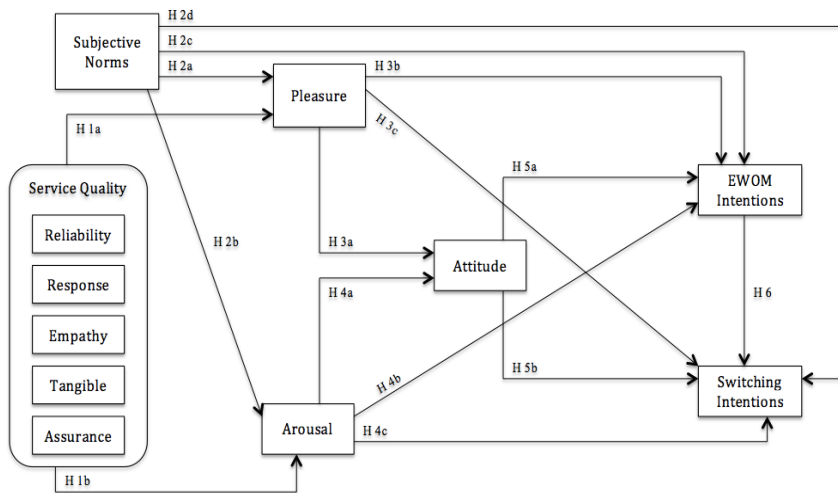 H 2d
Subjective
Norms
H 2c
H 2a
H 3b
Pleasure
H 3c
H 1a
Service Quality
Reliability
Response
Empathy
Tangible
Assurance
H 2b
H 5a
EWOM
Intentions
H 3a
Attitude
H 4a
H 6
H 4b
H 5b
Switching
Intentions
Arousal
H 4c
H 1b